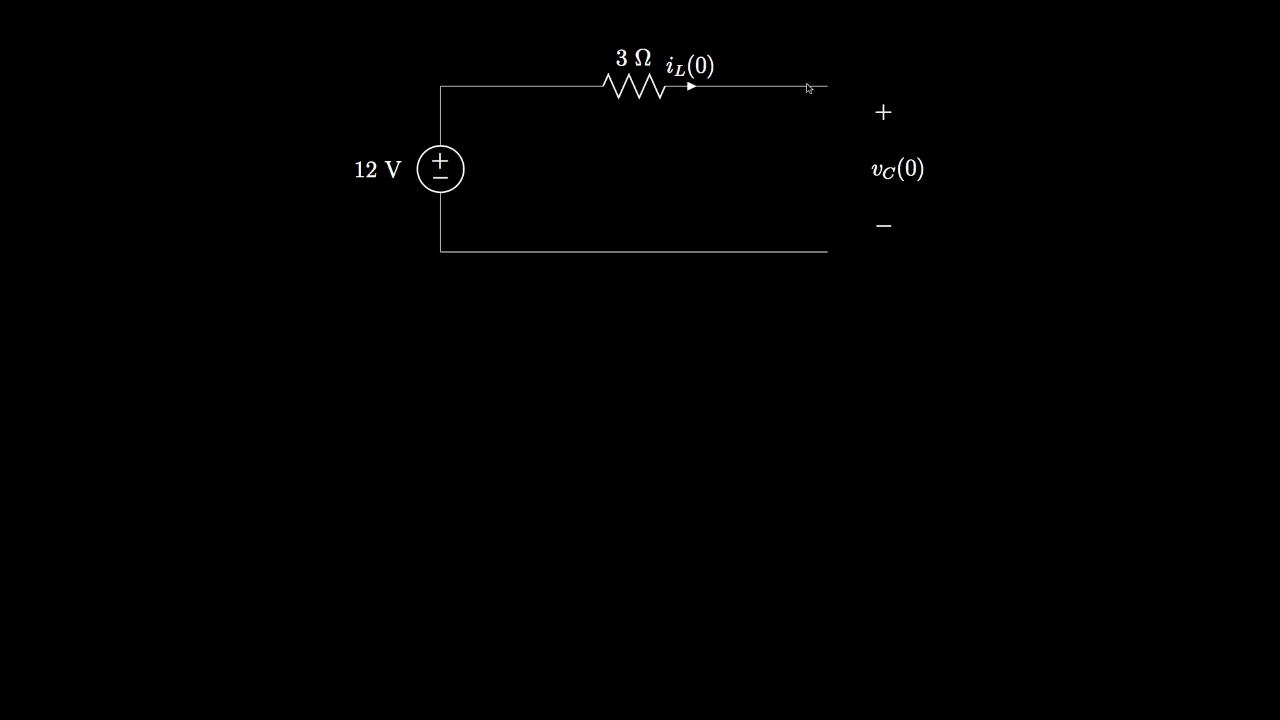 3 Ω
i_L(0)
+
12 V
+
−
v_C(0)
−